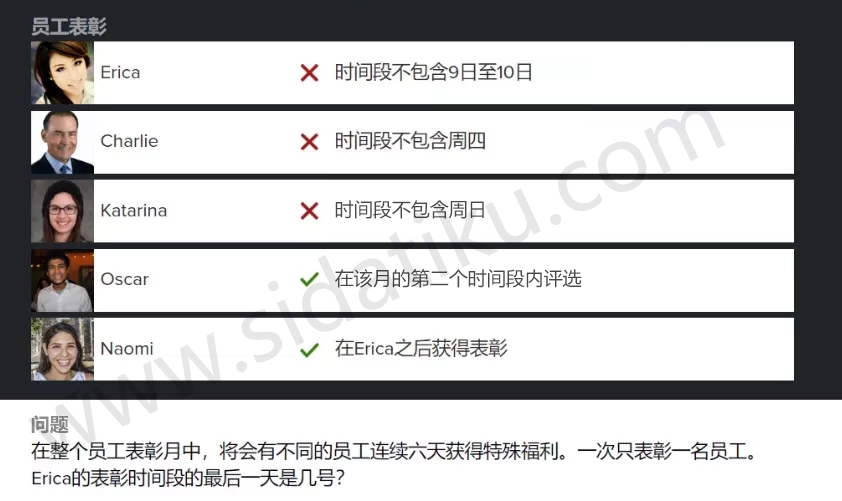 员工表彰
Erica
时间段不包含9日至10日
Charlie
时间段不包含周四
Katarina
时间段不包含周日
Oscar
在该月的第二个时间段内评选
Naomi
在Erica之后获得表彰
www.sidatiku.com
问题
在整个员工表彰月中，将会有不同的员工连续六天获得特殊福利。一次只表彰一名员工。
Erica的表彰时间段的最后一天是几号？